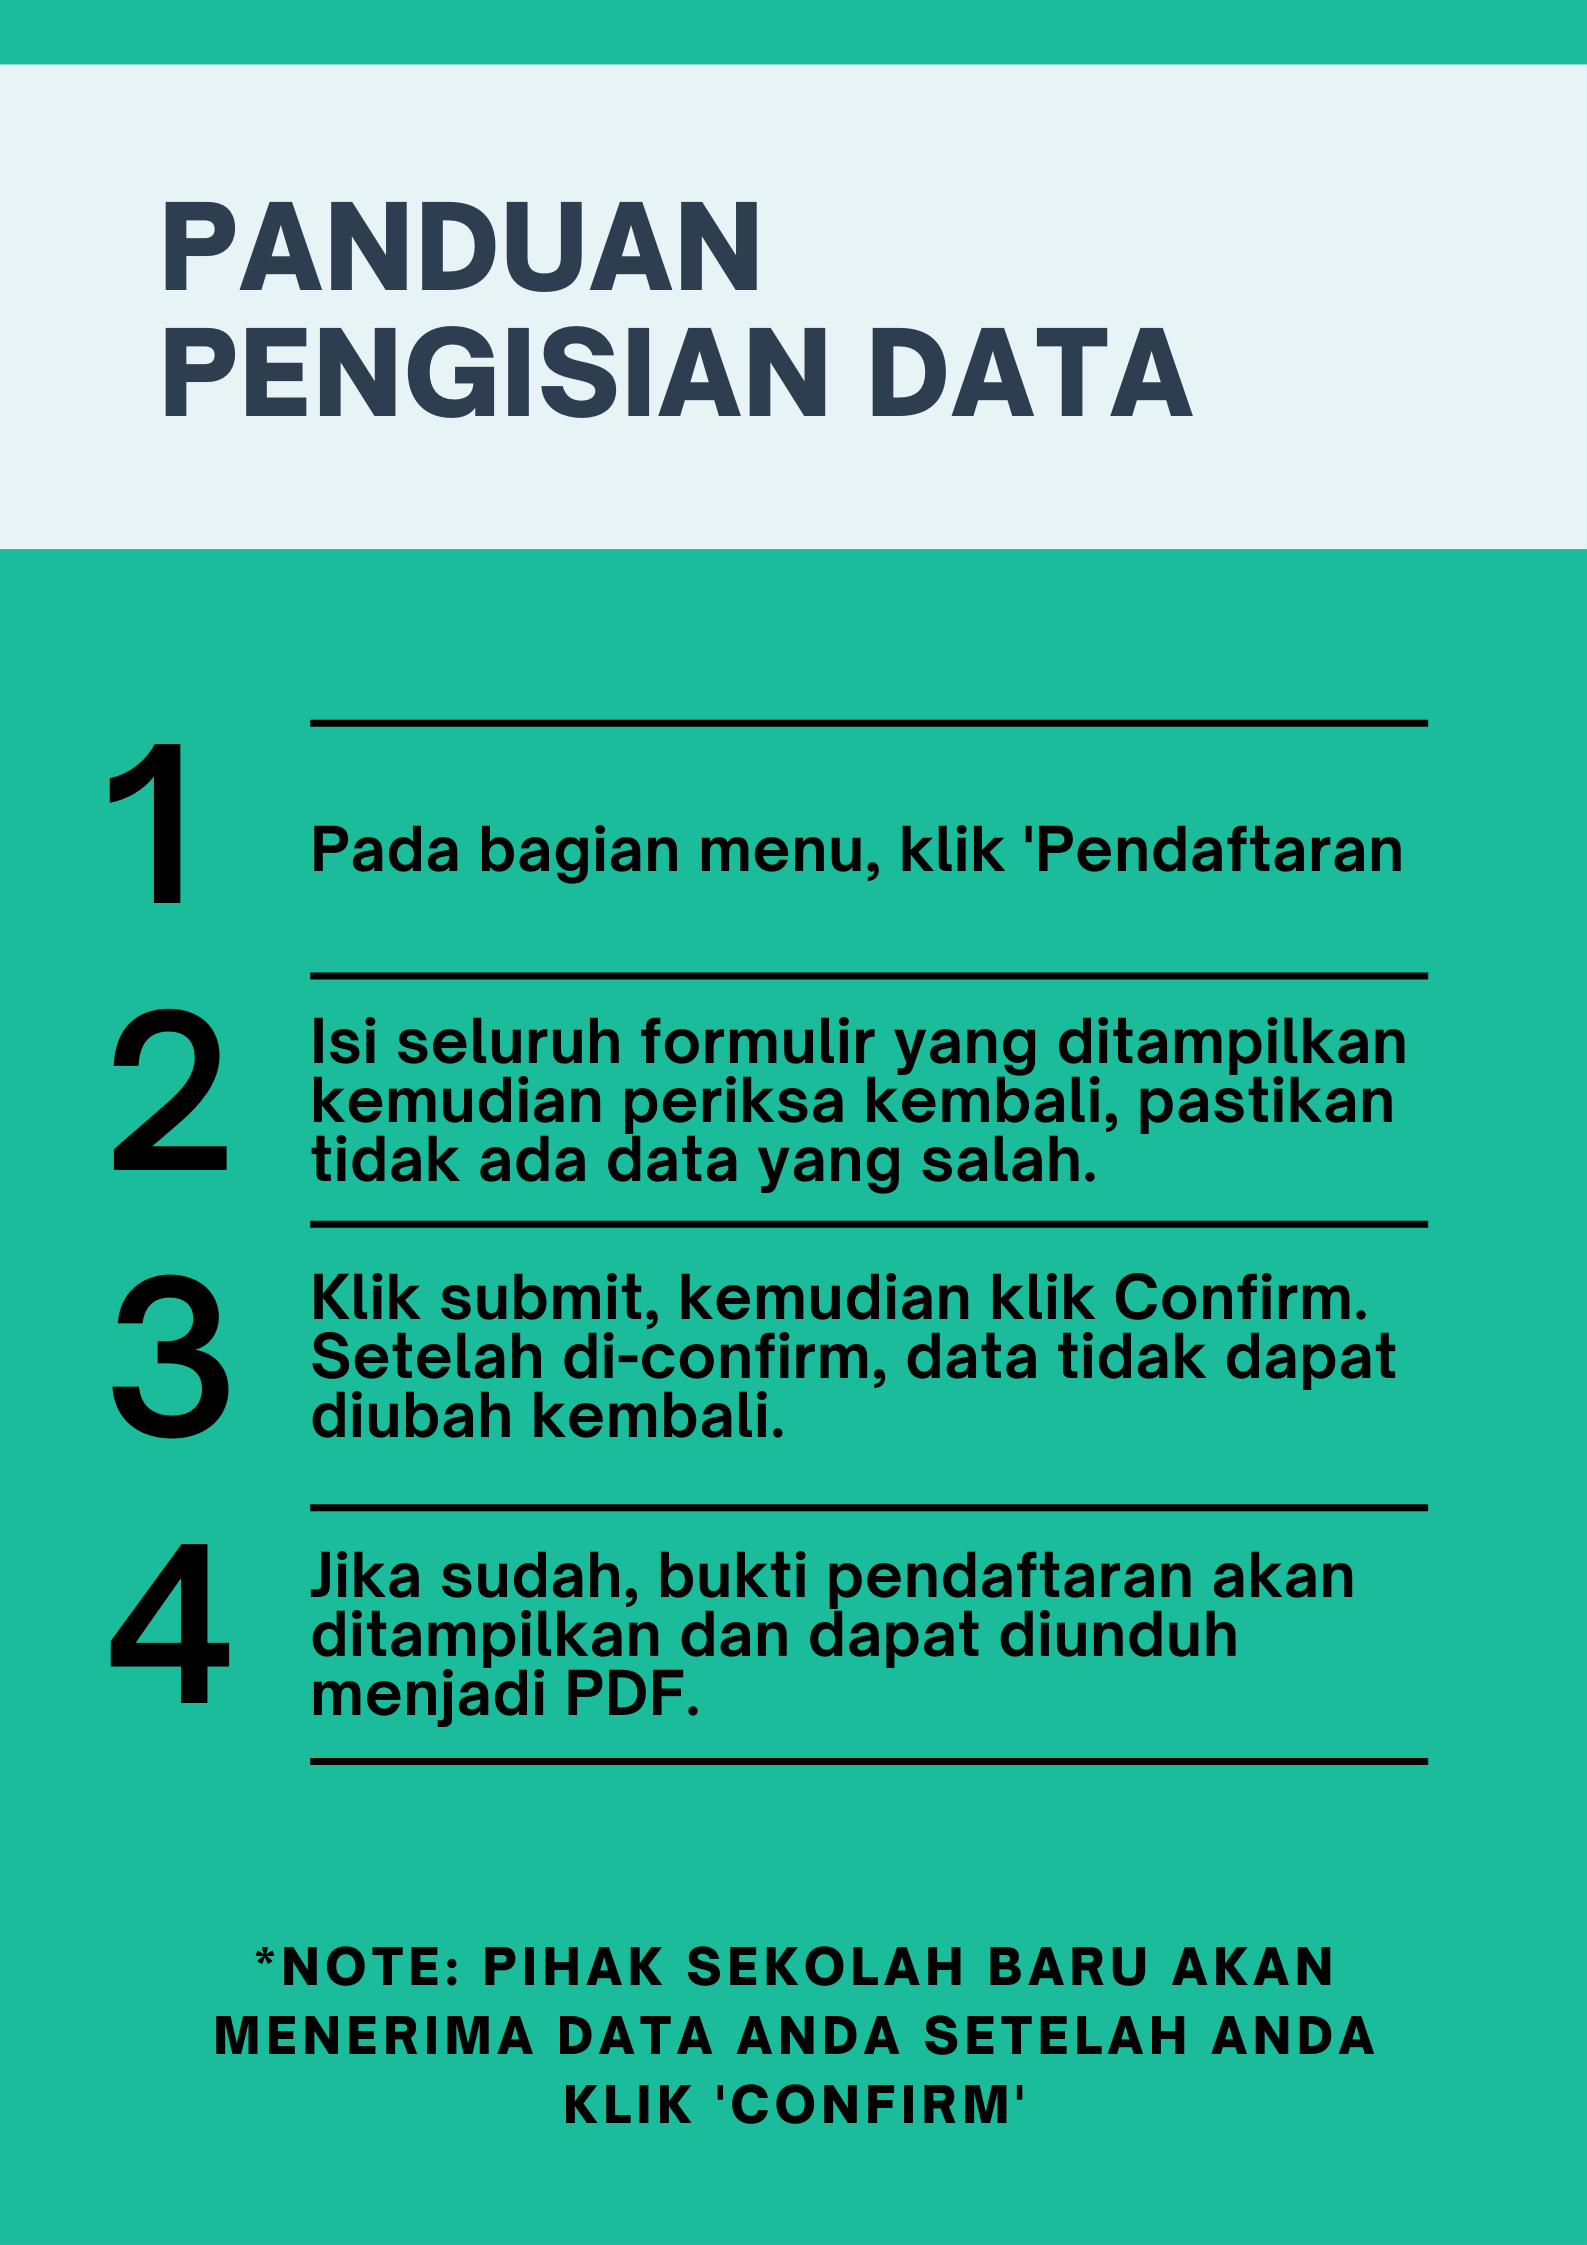 PANDUAN
PENGISIAN DATA
1
Pada bagian menu, klik 'Pendaftaran
2
Isi seluruh formulir yang ditampilkan
kemudian periksa kembali, pastikan
tidak ada data yang salah.
3
Klik submit, kemudian klik Confirm.
Setelah di-confirm, data tidak dapat
diubah kembali.
4
Jika sudah, bukti pendaftaran akan
ditampilkan dan dapat diunduh
menjadi PDF.
*NOTE: PIHAK SEKOLAH BARU AKAN
MENERIMA DATA ANDA SETELAH ANDA
KLIK 'CONFIRM'